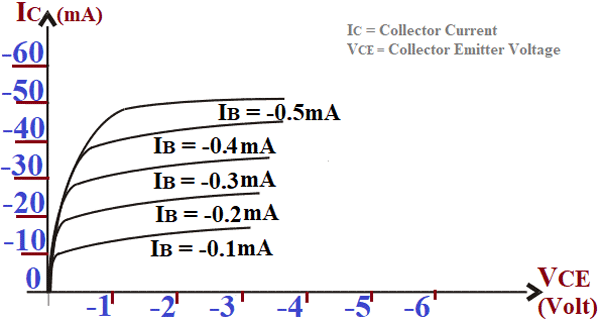 IC (mA)
IC = Collector Current
VCE = Collector Emitter Voltage
-60
-50
-40
-30
-20
-10
0
IB = -0.5mA
IB = -0.4mA
IB = -0.3mA
IB = -0.2mA
IB = -0.1mA
-1 -2 -3 -4 -5 -6
VCE
(Volt)